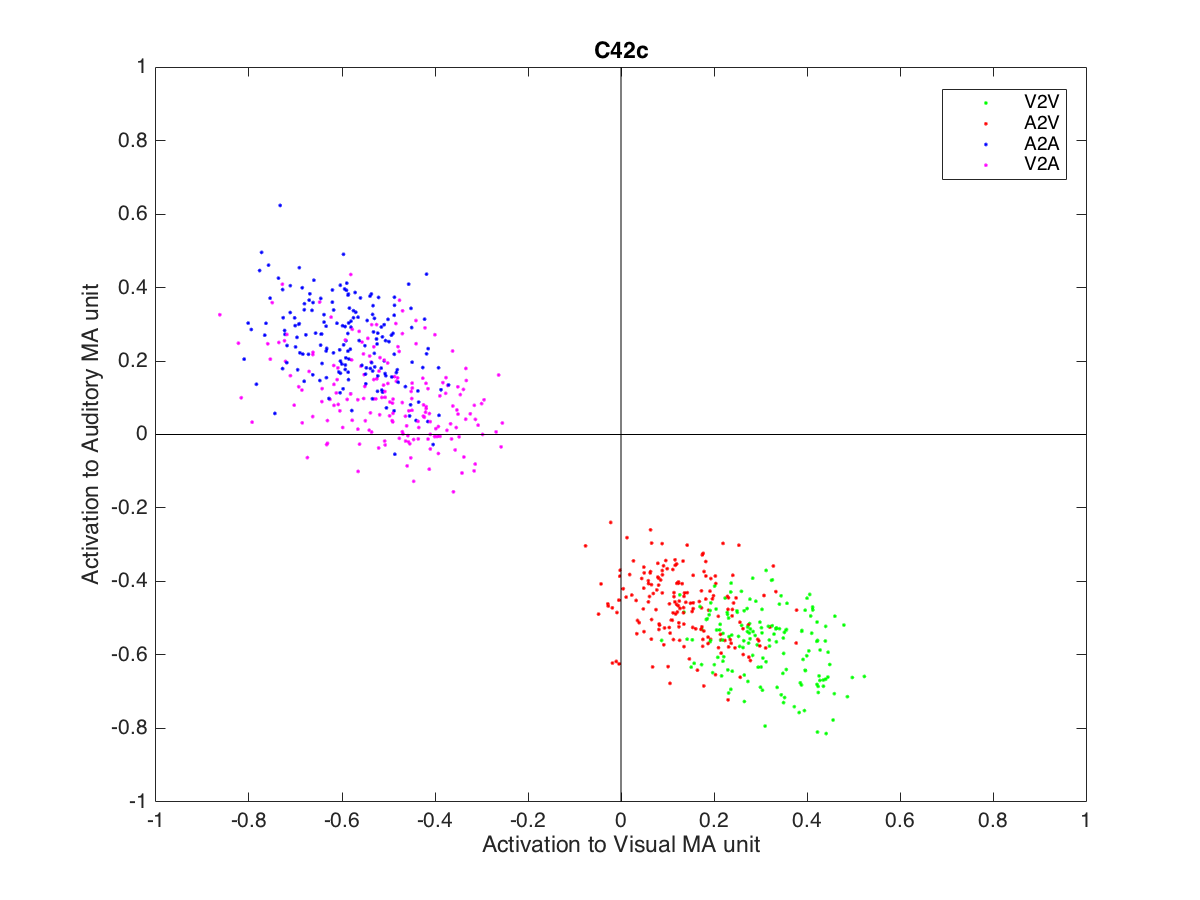 C42c
1
0.8
0.6
0.4
0.2
0
-0.2
-0.4
-0.6
-0.8
-1
Activation to Auditory MA unit
V2V
A2V
A2A
V2A
-1 -0.8 -0.6 -0.4 -0.2 0 0.2 0.4 0.6 0.8 1
Activation to Visual MA unit